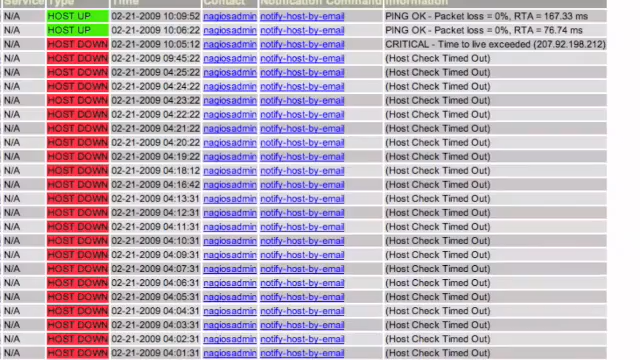 Service Type Time Contact Notification Command Information
N/A HOST UP 02-21-2009 10:09:52 nagiosadmin notify-host-by-email PING OK - Packet loss = 0%, RTA = 167.33 ms
N/A HOST UP 02-21-2009 10:06:22 nagiosadmin notify-host-by-email PING OK - Packet loss = 0%, RTA = 76.74 ms
N/A HOST DOWN 02-21-2009 10:05:12 nagiosadmin notify-host-by-email CRITICAL - Time to live exceeded (207.92.198.212)
N/A HOST DOWN 02-21-2009 09:45:22 nagiosadmin notify-host-by-email (Host Check Timed Out)
N/A HOST DOWN 02-21-2009 04:25:22 nagiosadmin notify-host-by-email (Host Check Timed Out)
N/A HOST DOWN 02-21-2009 04:24:22 nagiosadmin notify-host-by-email (Host Check Timed Out)
N/A HOST DOWN 02-21-2009 04:23:22 nagiosadmin notify-host-by-email (Host Check Timed Out)
N/A HOST DOWN 02-21-2009 04:22:22 nagiosadmin notify-host-by-email (Host Check Timed Out)
N/A HOST DOWN 02-21-2009 04:21:22 nagiosadmin notify-host-by-email (Host Check Timed Out)
N/A HOST DOWN 02-21-2009 04:20:22 nagiosadmin notify-host-by-email (Host Check Timed Out)
N/A HOST DOWN 02-21-2009 04:19:22 nagiosadmin notify-host-by-email (Host Check Timed Out)
N/A HOST DOWN 02-21-2009 04:18:12 nagiosadmin notify-host-by-email (Host Check Timed Out)
N/A HOST DOWN 02-21-2009 04:16:42 nagiosadmin notify-host-by-email (Host Check Timed Out)
N/A HOST DOWN 02-21-2009 04:13:31 nagiosadmin notify-host-by-email (Host Check Timed Out)
N/A HOST DOWN 02-21-2009 04:12:31 nagiosadmin notify-host-by-email (Host Check Timed Out)
N/A HOST DOWN 02-21-2009 04:11:31 nagiosadmin notify-host-by-email (Host Check Timed Out)
N/A HOST DOWN 02-21-2009 04:10:31 nagiosadmin notify-host-by-email (Host Check Timed Out)
N/A HOST DOWN 02-21-2009 04:09:31 nagiosadmin notify-host-by-email (Host Check Timed Out)
N/A HOST DOWN 02-21-2009 04:07:31 nagiosadmin notify-host-by-email (Host Check Timed Out)
N/A HOST DOWN 02-21-2009 04:06:31 nagiosadmin notify-host-by-email (Host Check Timed Out)
N/A HOST DOWN 02-21-2009 04:05:31 nagiosadmin notify-host-by-email (Host Check Timed Out)
N/A HOST DOWN 02-21-2009 04:04:31 nagiosadmin notify-host-by-email (Host Check Timed Out)
N/A HOST DOWN 02-21-2009 04:03:31 nagiosadmin notify-host-by-email (Host Check Timed Out)
N/A HOST DOWN 02-21-2009 04:02:31 nagiosadmin notify-host-by-email (Host Check Timed Out)
N/A HOST DOWN 02-21-2009 04:01:31 nagiosadmin notify-host-by-email (Host Check Timed Out)